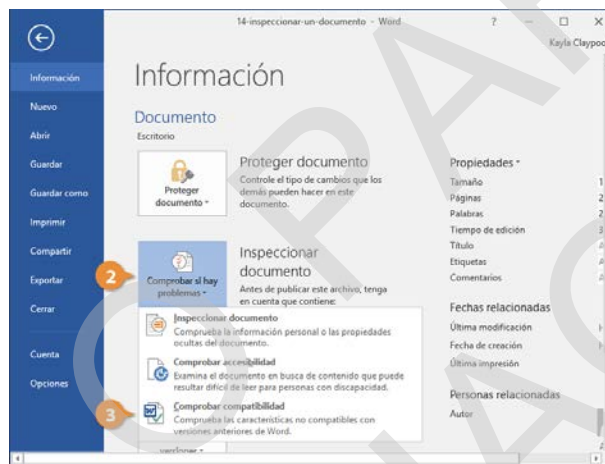 14-inspeccionar-un-documento - Word
?
Kayla Claypoo
Información
Nuevo
Abrir
Guardar
Guardar como
Imprimir
Compartir
Exportar
Cerrar
Cuenta
Opciones
Información
Documento
Escritorio
Proteger
documento
Proteger documento
Controle el tipo de cambios que los
demás pueden hacer en este
documento.
2
Comprobar si hay
problemas
Inspeccionar
documento
Antes de publicar este archivo, tenga
en cuenta que contiene:
Inspeccionar documento
Comprueba la información personal o las propiedades
ocultas del documento.
Comprobar accesibilidad
Examina el documento en busca de contenido que puede
resultar difícil de leer para personas con discapacidad.
3
Comprobar compatibilidad
Comprueba las características no compatibles con
versiones anteriores de Word.
Propiedades
Tamaño 1
Páginas 2
Palabras 2
Tiempo de edición 3
Título A
Etiquetas A
Comentarios A
Fechas relacionadas
Última modificación H
Fecha de creación H
Última impresión
Personas relacionadas
Autor